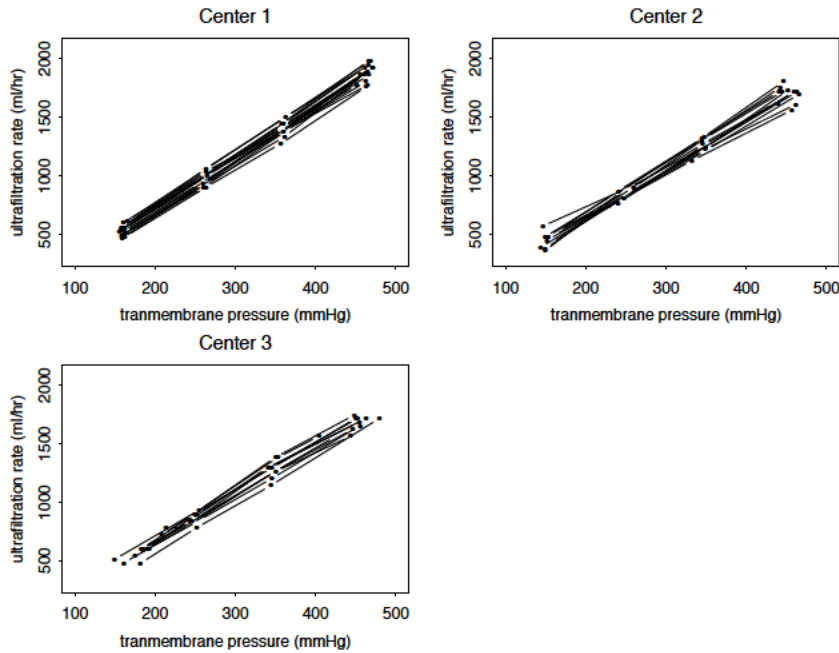 Center 1
ultrafiltration rate (ml/hr)
500 1000 1500 2000
100 200 300 400 500
tranmembrane pressure (mmHg)
Center 2
ultrafiltration rate (ml/hr)
500 1000 1500 2000
100 200 300 400 500
tranmembrane pressure (mmHg)
Center 3
ultrafiltration rate (ml/hr)
500 1000 1500 2000
100 200 300 400 500
tranmembrane pressure (mmHg)